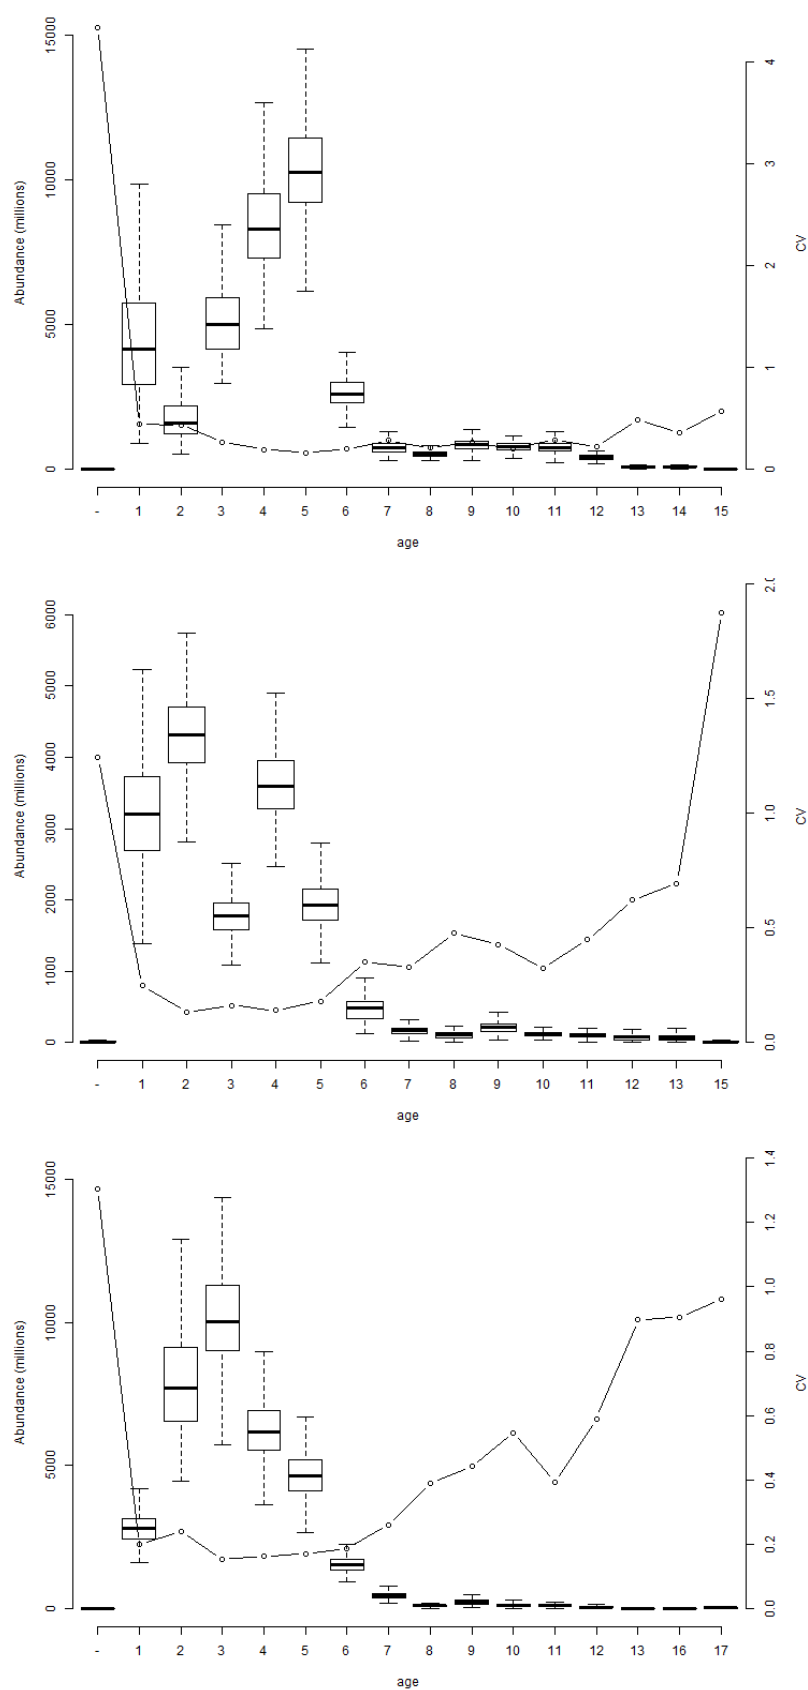 15000
10000
5000
0
Abundance (millions)
4
3
2
1
0
CV
- 1 2 3 4 5 6 7 8 9 10 11 12 13 14 15
age
6000
5000
4000
3000
2000
1000
0
Abundance (millions)
2.0
1.5
1.0
0.5
0.0
CV
- 1 2 3 4 5 6 7 8 9 10 11 12 13 15
age
15000
10000
5000
0
Abundance (millions)
1.4
1.2
1.0
0.8
0.6
0.4
0.2
0.0
CV
- 1 2 3 4 5 6 7 8 9 10 11 12 13 16 17
age